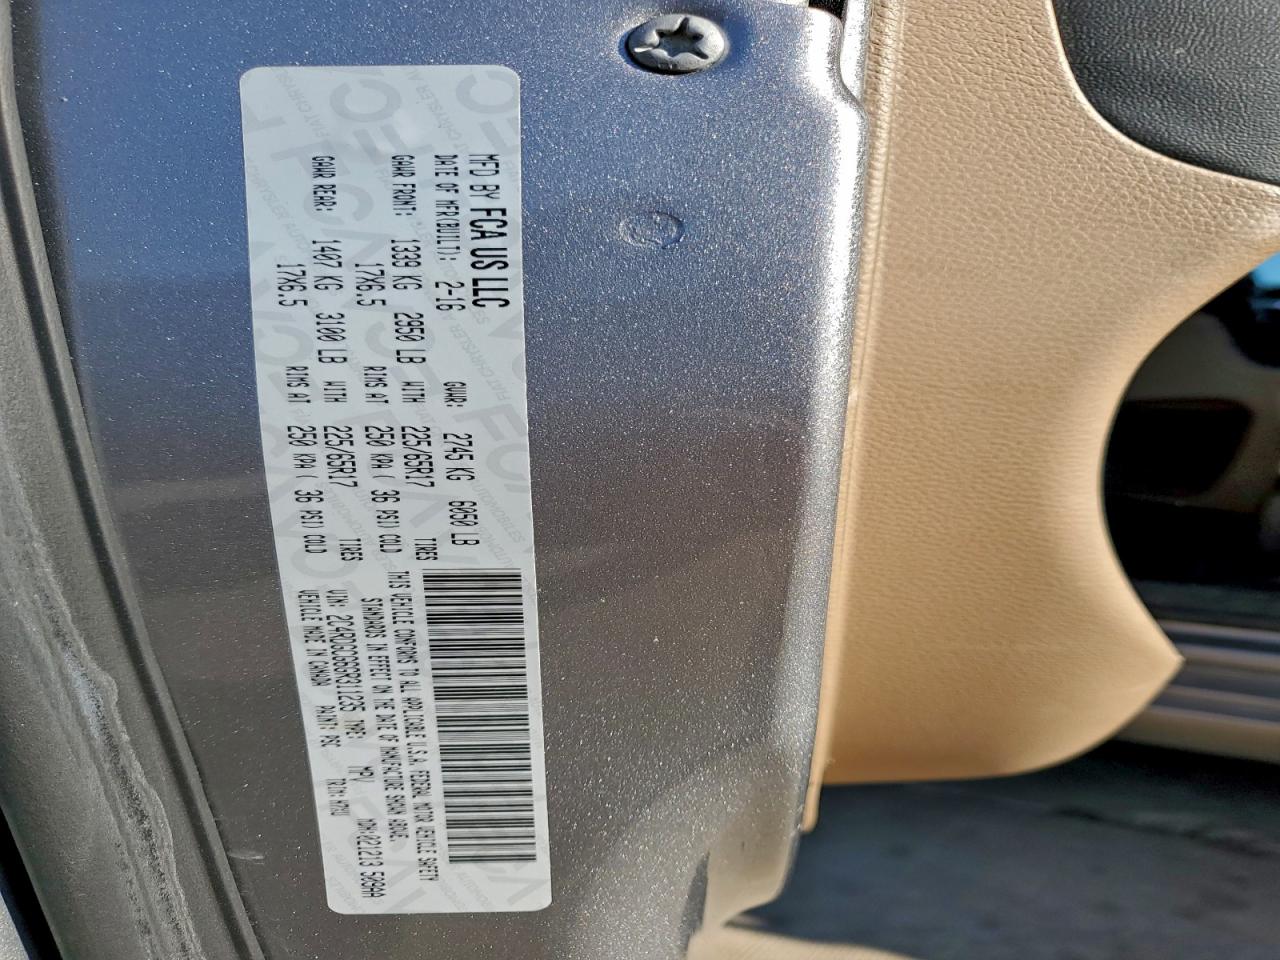 MFD BY FCA US LLC
DATE OF MFR(BUILT): 2-16 GVWR: 2745 KG 6050 LB
GAWR FRONT: 1339 KG 2950 LB WITH 225/65R17 TIRES
17X6.5 RIMS AT 250 KPA ( 36 PSI) COLD
GAWR REAR: 1407 KG 3100 LB WITH 225/65R17 TIRES
17X6.5 RIMS AT 250 KPA ( 36 PSI) COLD
THIS VEHICLE CONFORMS TO ALL APPLICABLE U.S.A. FEDERAL MOTOR VEHICLE SAFETY
STANDARDS IN EFFECT ON THE DATE OF MANUFACTURE SHOWN ABOVE.
VIN: TYPE: MPV
VEHICLE MADE IN CANADA PAINT: PSC TRIM: